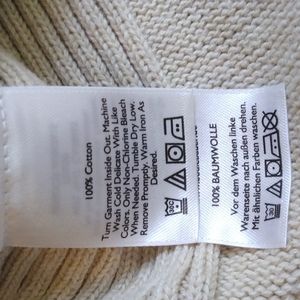 100% Cotton
Turn Garment Inside Out. Machine
Wash Cold Delicate With Like
Colors. Only Non-Chlorine Bleach
When Needed. Tumble Dry Low.
Remove Promptly. Warm Iron As
Required.
100% BAUMWOLLE
Vor dem Waschen linke
Warenseite nach außen drehen.
Mit ähnlichen Farben waschen.